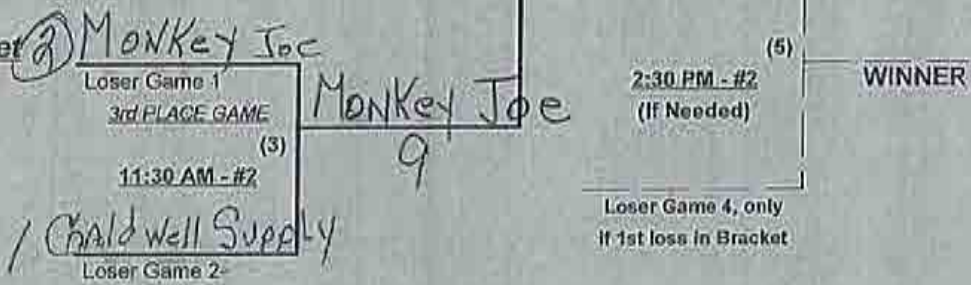 2 Monkey Joe
Loser Game 1
3rd PLACE GAME
(3)
11:30 AM - #2
Monkey Joe
9
Chaldwell Supply
Loser Game 2
(5)
2:30 PM - #2
(If Needed)
WINNER
Loser Game 4, only
if 1st loss in Bracket